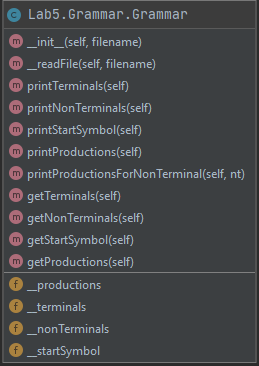 C Lab5.Grammar.Grammar
m __init__(self, filename)
m __readFile(self, filename)
m printTerminals(self)
m printNonTerminals(self)
m printStartSymbol(self)
m printProductions(self)
m printProductionsForNonTerminal(self, nt)
m getTerminals(self)
m getNonTerminals(self)
m getStartSymbol(self)
m getProductions(self)
f __productions
f __terminals
f __nonTerminals
f __startSymbol